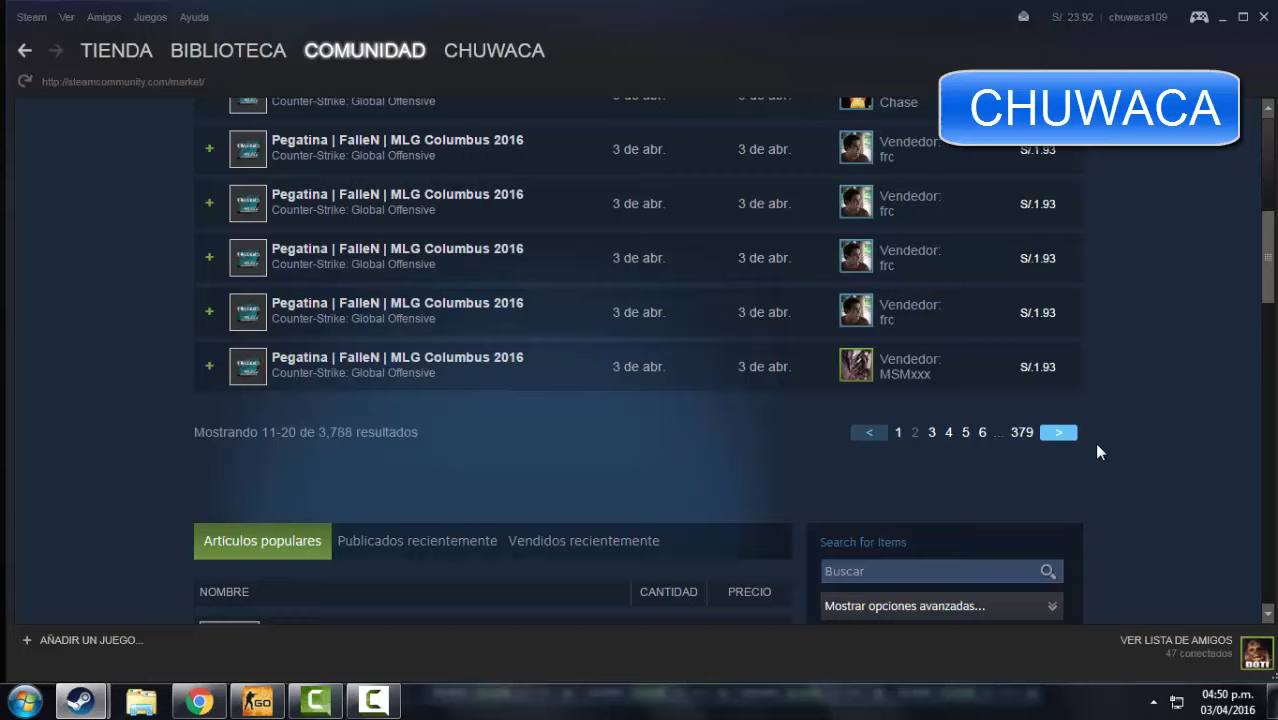 Steam Ver Amigos Juegos Ayuda S/. 23.92 | chuwaca109
TIENDA BIBLIOTECA COMUNIDAD CHUWACA
http://steamcommunity.com/market/
CHUWACA
Counter-Strike: Global Offensive 3 de abr. 3 de abr. Chase
Pegatina | FalleN | MLG Columbus 2016
Counter-Strike: Global Offensive
3 de abr. 3 de abr. Vendedor:
frc
S/.1.93
Pegatina | FalleN | MLG Columbus 2016
Counter-Strike: Global Offensive
3 de abr. 3 de abr. Vendedor:
frc
S/.1.93
Pegatina | FalleN | MLG Columbus 2016
Counter-Strike: Global Offensive
3 de abr. 3 de abr. Vendedor:
frc
S/.1.93
Pegatina | FalleN | MLG Columbus 2016
Counter-Strike: Global Offensive
3 de abr. 3 de abr. Vendedor:
frc
S/.1.93
Pegatina | FalleN | MLG Columbus 2016
Counter-Strike: Global Offensive
3 de abr. 3 de abr. Vendedor:
MSMxxx
S/.1.93
Mostrando 11-20 de 3,788 resultados < 1 2 3 4 5 6 ... 379 >
Artículos populares Publicados recientemente Vendidos recientemente
Search for Items
Buscar
NOMBRE CANTIDAD PRECIO
Mostrar opciones avanzadas...
+ AÑADIR UN JUEGO...
VER LISTA DE AMIGOS
47 conectados
DOTI
GO
04:50 p.m.
03/04/2016